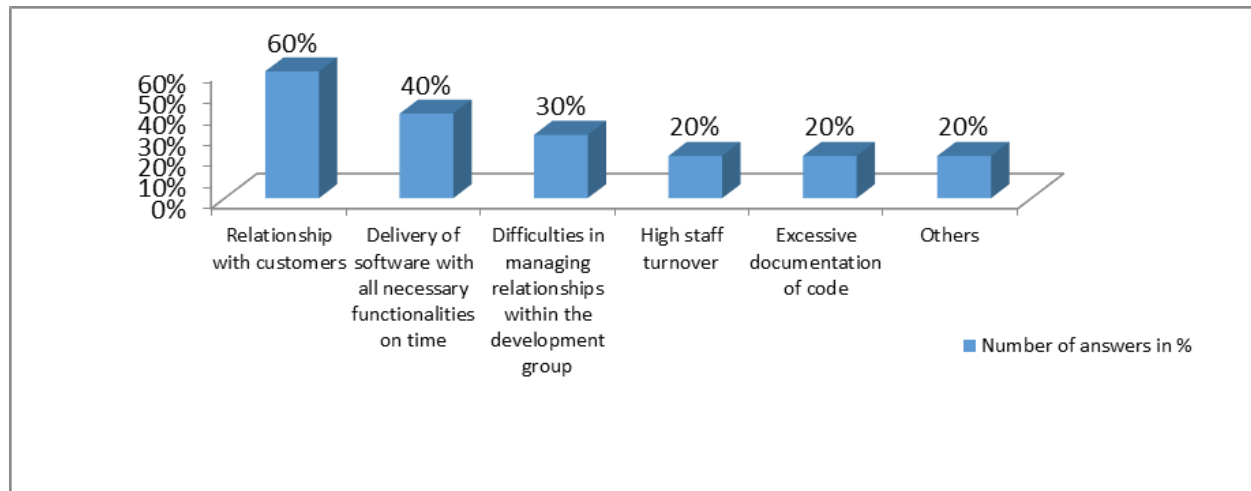 60%
40%
30%
20%
20%
20%
60%
50%
40%
30%
20%
10%
0%
Relationship
with customers
Delivery of
software with
all necessary
functionalities
on time
Difficulties in
managing
relationships
within the
development
group
High staff
turnover
Excessive
documentation
of code
Others
Number of answers in %